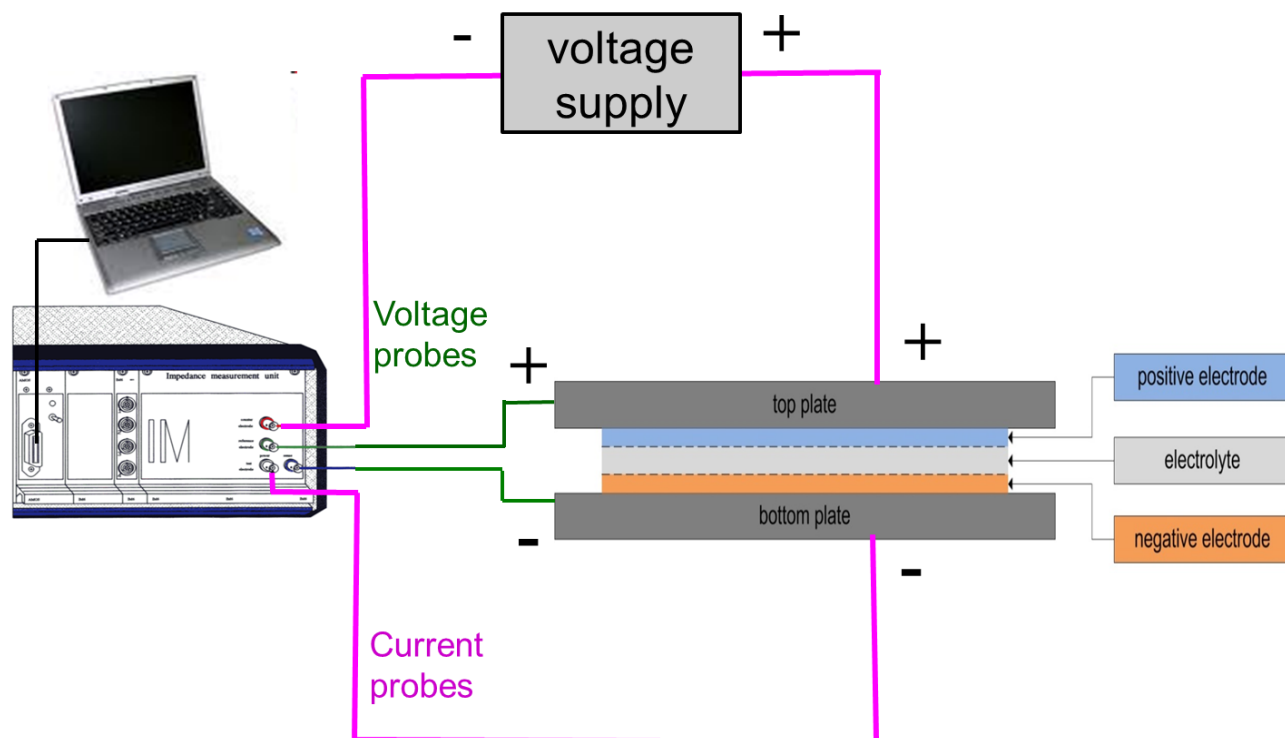 -
voltage
supply
+
Voltage
probes
+
+
top plate
positive electrode
electrolyte
negative electrode
bottom plate
-
-
Impedance measurement unit
IM
Current
probes